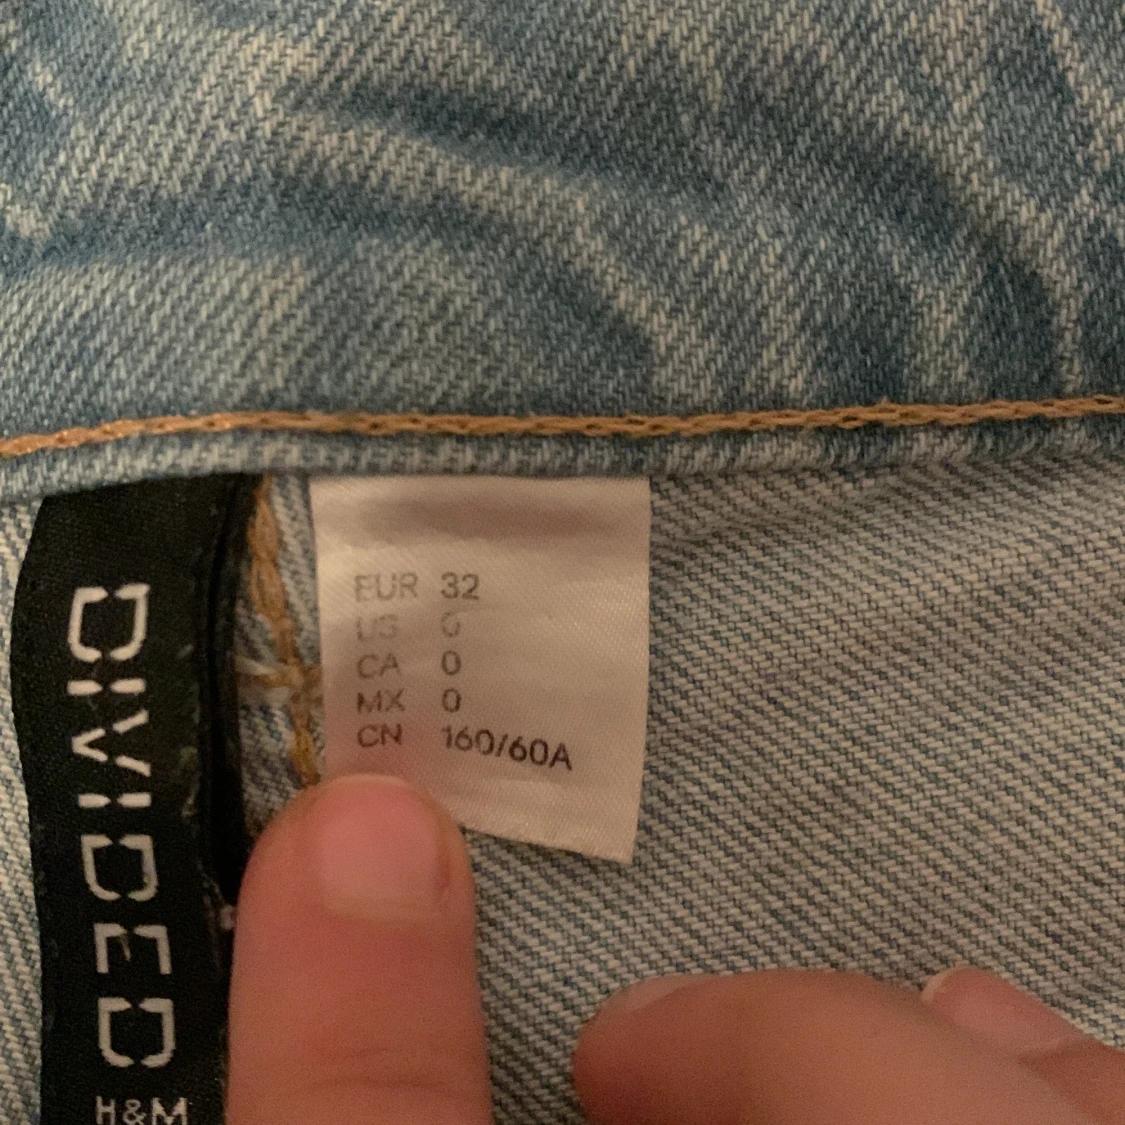 DIVIDED
H&M
EUR 32
US 0
CA 0
MX 0
CN 160/60A